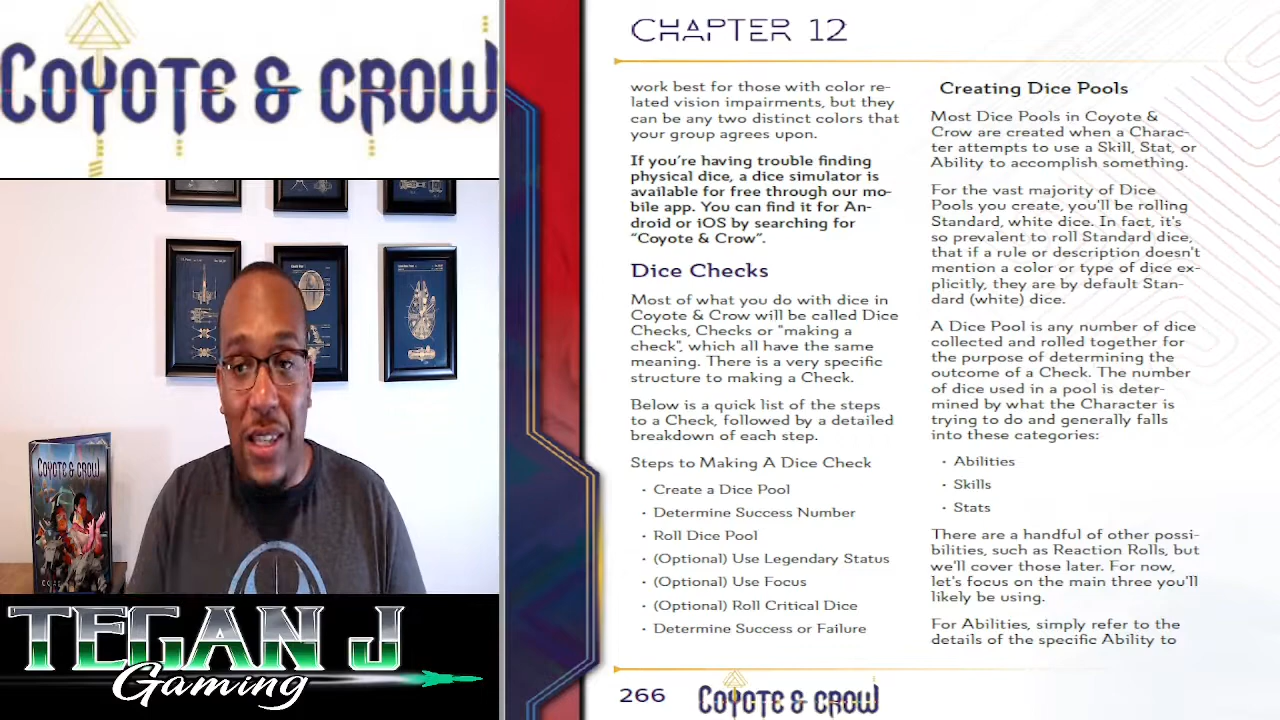 COYOTE & CROW
COYOTE & CROW
TEGAN J
Gaming
CHAPTER 12
work best for those with color re-
lated vision impairments, but they
can be any two distinct colors that
your group agrees upon.
If you're having trouble finding
physical dice, a dice simulator is
available for free through our mo-
bile app. You can find it for An-
droid or iOS by searching for
"Coyote & Crow".
Dice Checks
Most of what you do with dice in
Coyote & Crow will be called Dice
Checks, Checks or "making a
check", which all have the same
meaning. There is a very specific
structure to making a Check.
Below is a quick list of the steps
to a Check, followed by a detailed
breakdown of each step.
Steps to Making A Dice Check
• Create a Dice Pool
• Determine Success Number
• Roll Dice Pool
• (Optional) Use Legendary Status
• (Optional) Use Focus
• (Optional) Roll Critical Dice
• Determine Success or Failure
Creating Dice Pools
Most Dice Pools in Coyote &
Crow are created when a Charac-
ter attempts to use a Skill, Stat, or
Ability to accomplish something.
For the vast majority of Dice
Pools you create, you'll be rolling
Standard, white dice. In fact, it's
so prevalent to roll Standard dice,
that if a rule or description doesn't
mention a color or type of dice ex-
plicitly, they are by default Stan-
dard (white) dice.
A Dice Pool is any number of dice
collected and rolled together for
the purpose of determining the
outcome of a Check. The number
of dice used in a pool is deter-
mined by what the Character is
trying to do and generally falls
into these categories:
• Abilities
• Skills
• Stats
There are a handful of other possi-
bilities, such as Reaction Rolls, but
we'll cover those later. For now,
let's focus on the main three you'll
likely be using.
For Abilities, simply refer to the
details of the specific Ability to
266
COYOTE & CROW